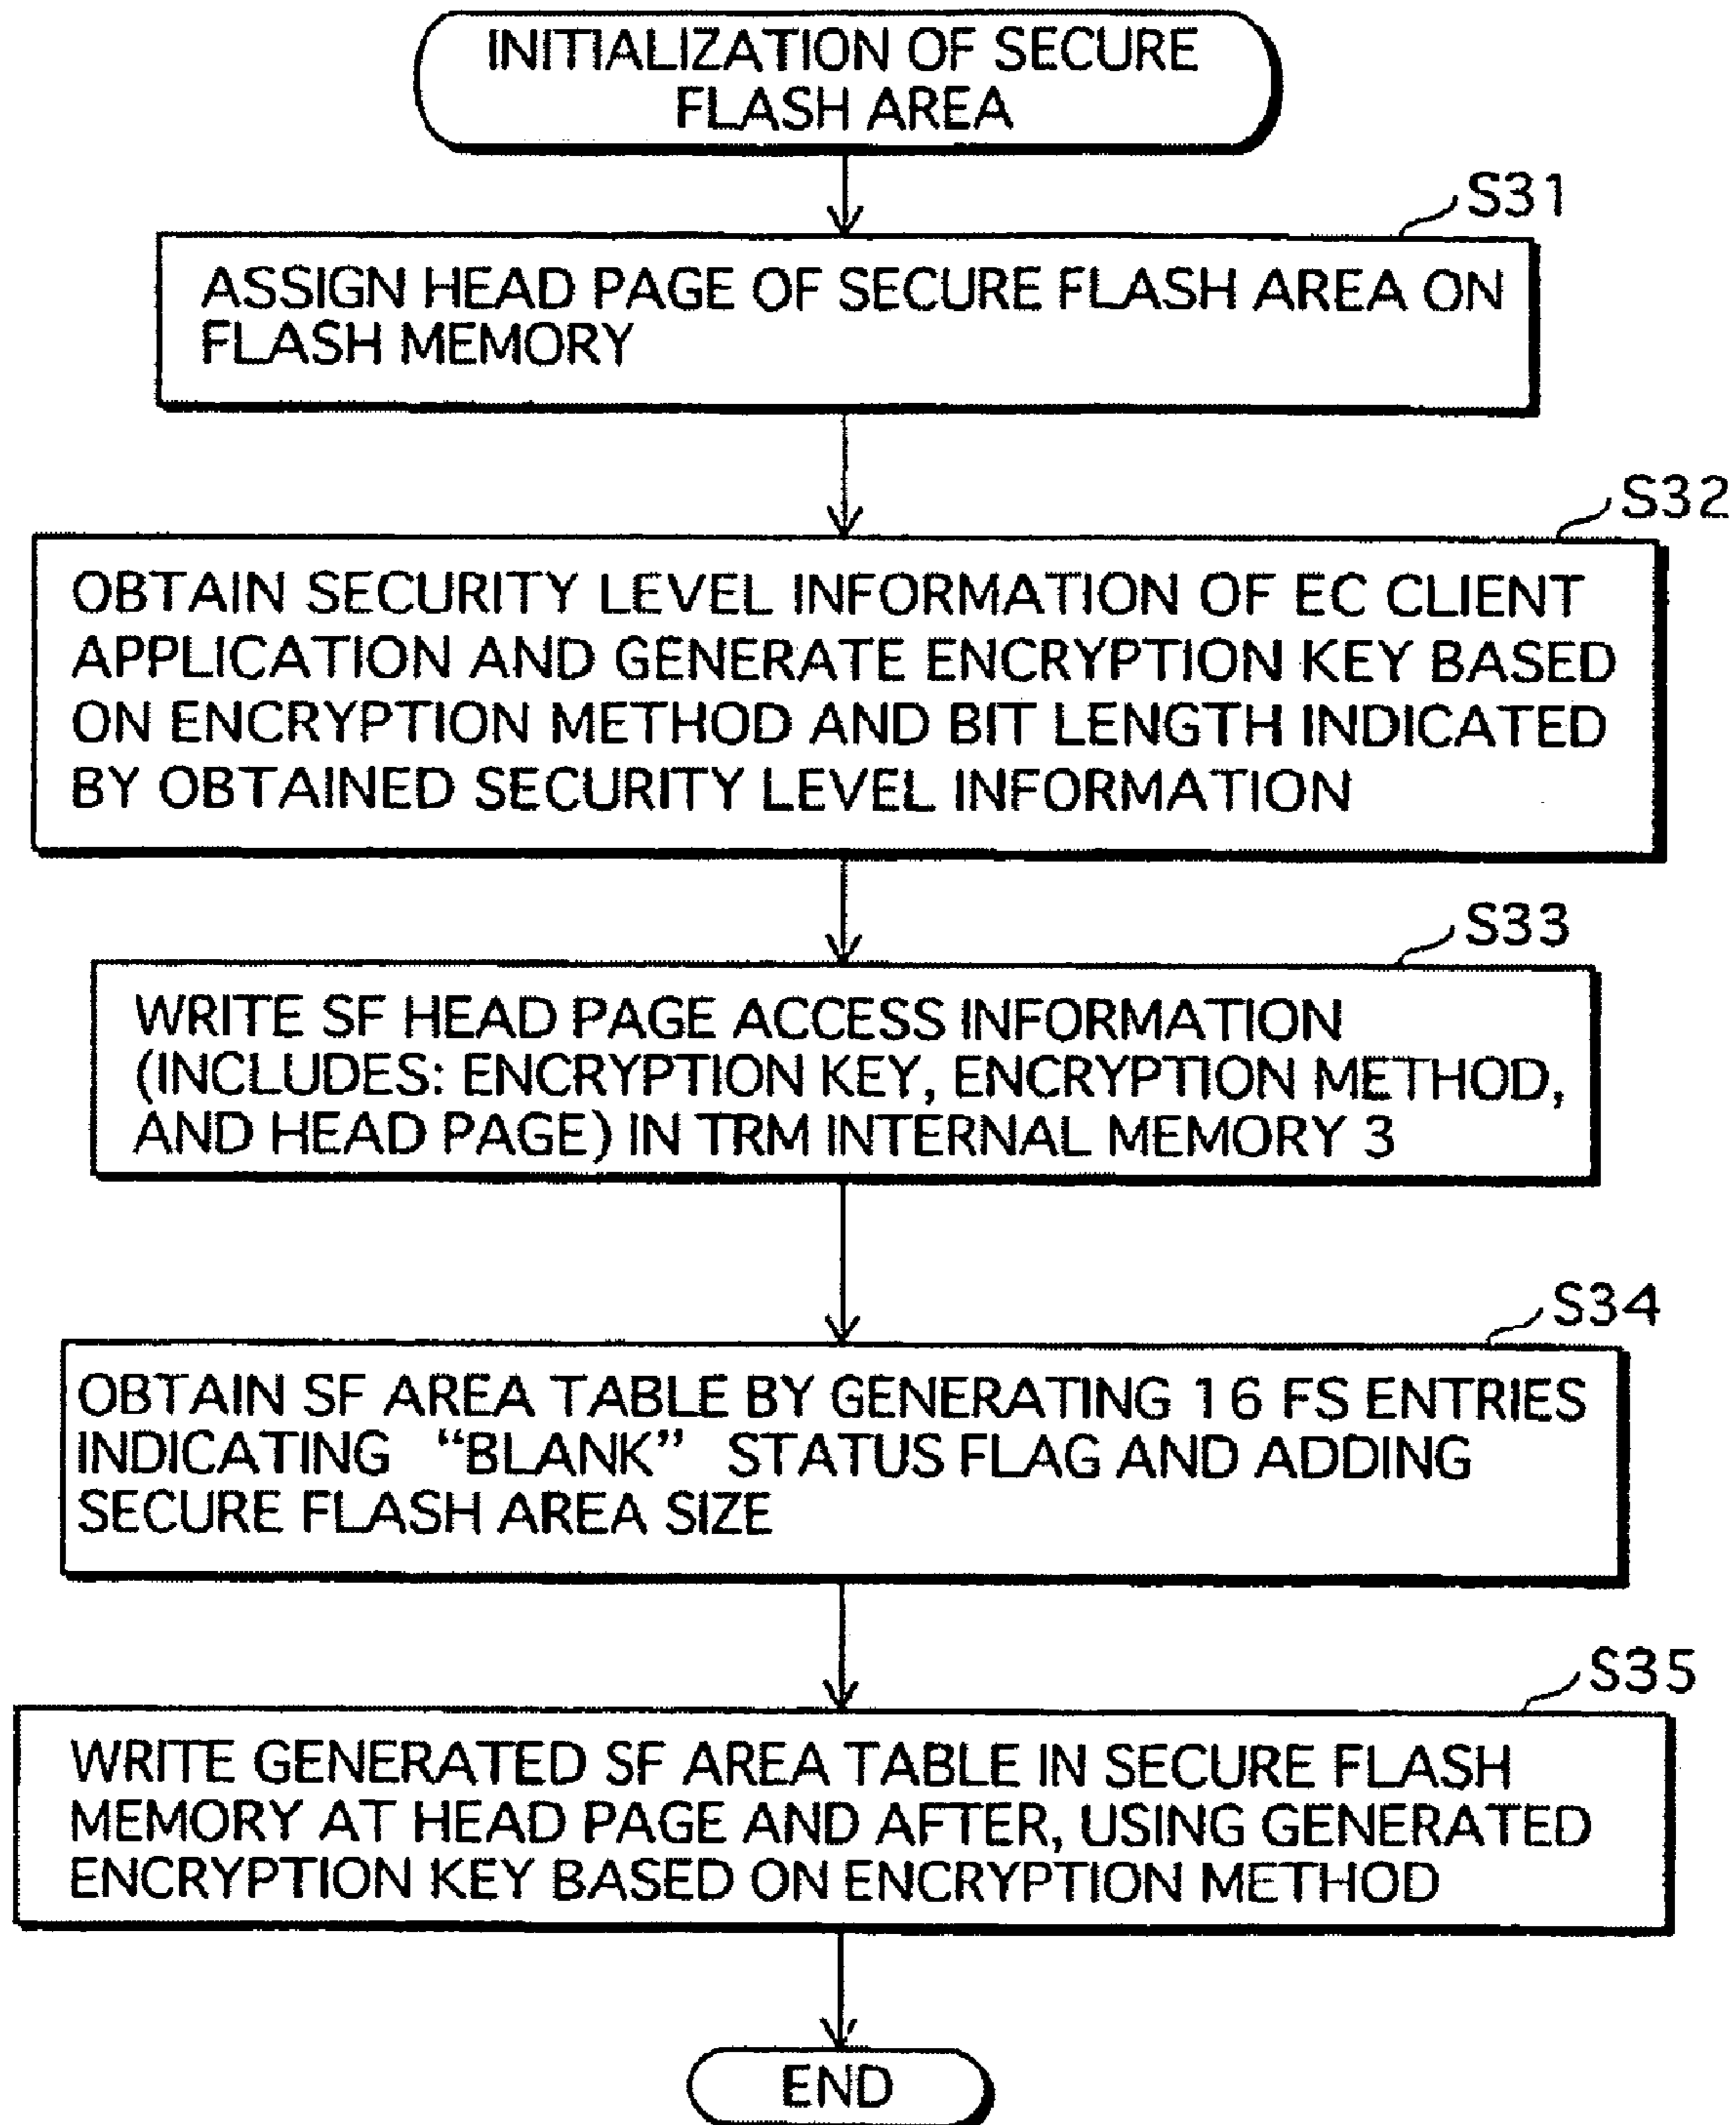 INITIALIZATION OF SECURE
FLASH AREA
S31
ASSIGN HEAD PAGE OF SECURE FLASH AREA ON
FLASH MEMORY
S32
OBTAIN SECURITY LEVEL INFORMATION OF EC CLIENT
APPLICATION AND GENERATE ENCRYPTION KEY BASED
ON ENCRYPTION METHOD AND BIT LENGTH INDICATED
BY OBTAINED SECURITY LEVEL INFORMATION
S33
WRITE SF HEAD PAGE ACCESS INFORMATION
(INCLUDES: ENCRYPTION KEY, ENCRYPTION METHOD,
AND HEAD PAGE) IN TRM INTERNAL MEMORY 3
S34
OBTAIN SF AREA TABLE BY GENERATING 16 FS ENTRIES
INDICATING “BLANK” STATUS FLAG AND ADDING
SECURE FLASH AREA SIZE
S35
WRITE GENERATED SF AREA TABLE IN SECURE FLASH
MEMORY AT HEAD PAGE AND AFTER, USING GENERATED
ENCRYPTION KEY BASED ON ENCRYPTION METHOD
END